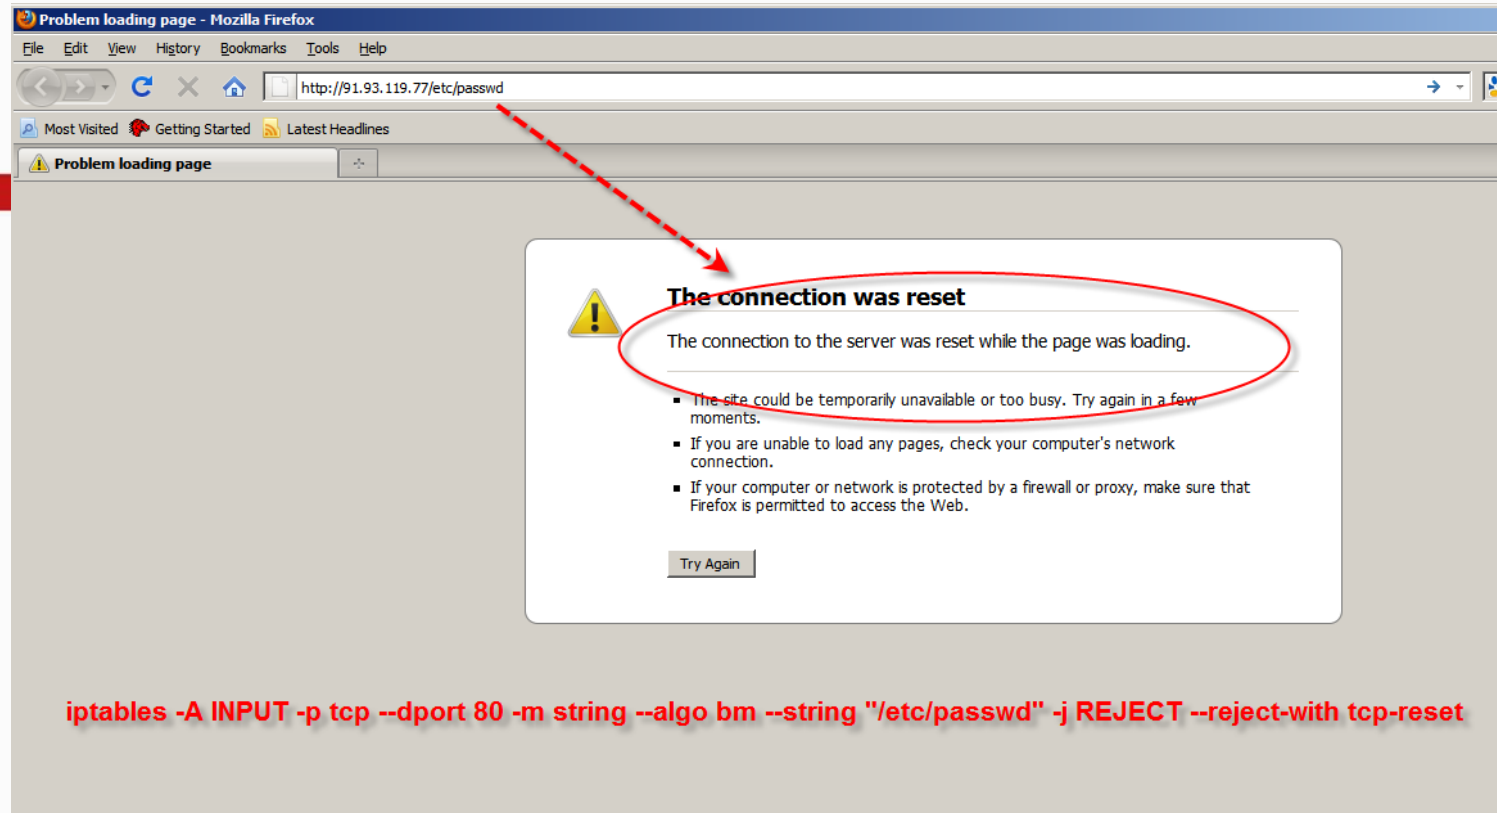 Problem loading page - Mozilla Firefox
File Edit View History Bookmarks Tools Help
http://91.93.119.77/etc/passwd
Most Visited Getting Started Latest Headlines
Problem loading page
The connection was reset
The connection to the server was reset while the page was loading.
The site could be temporarily unavailable or too busy. Try again in a few
moments.
If you are unable to load any pages, check your computer's network
connection.
If your computer or network is protected by a firewall or proxy, make sure that
Firefox is permitted to access the Web.
Try Again
iptables -A INPUT -p tcp --dport 80 -m string --algo bm --string "/etc/passwd" -j REJECT --reject-with tcp-reset